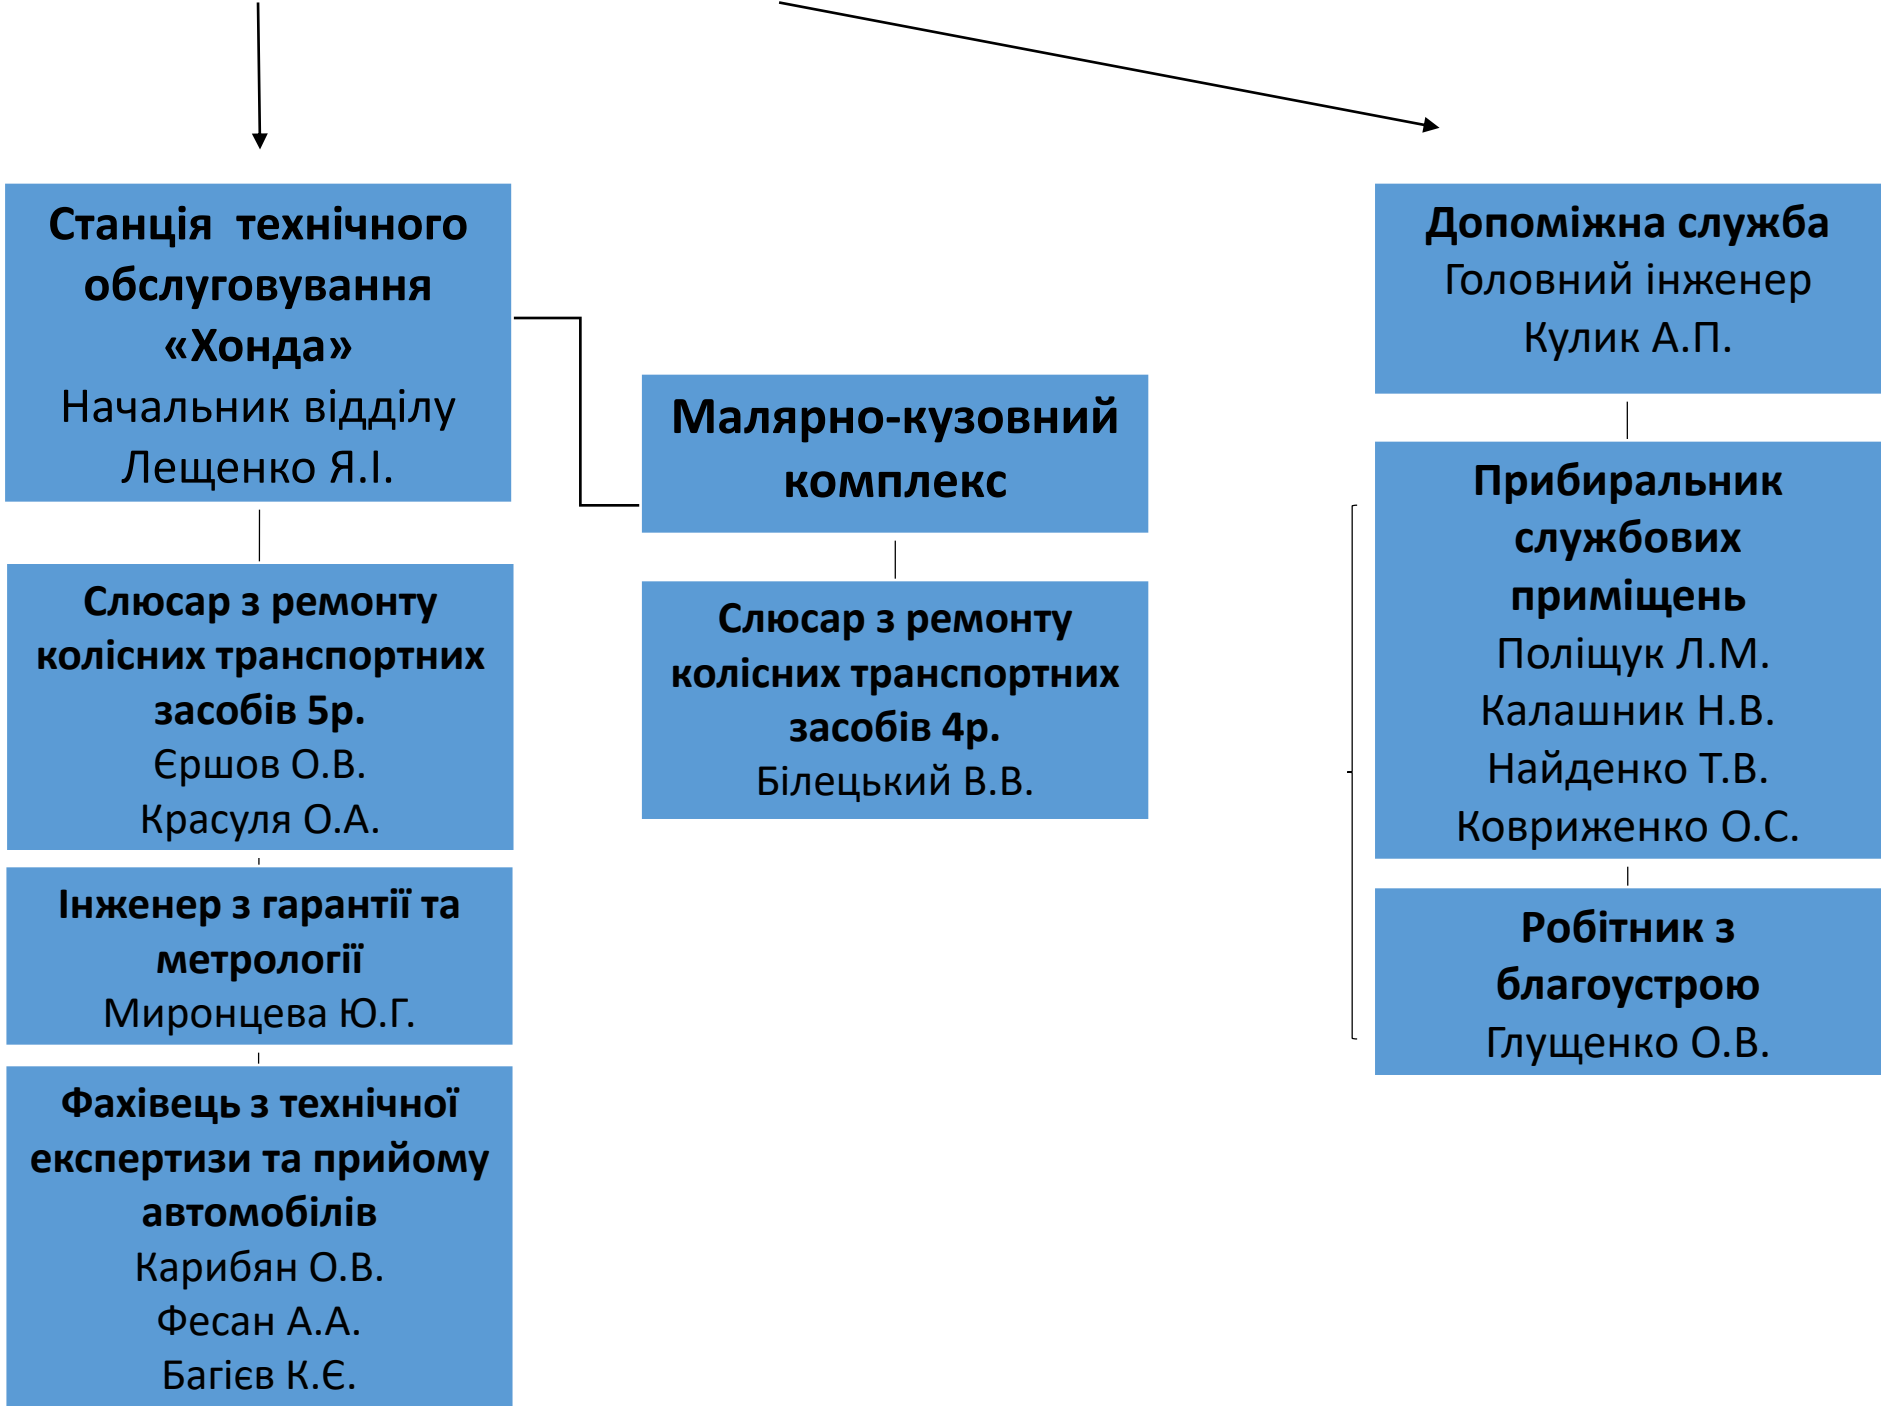 Станція технічного
обслуговування
«Хонда»
Начальник відділу
Лещенко Я.І.
Слюсар з ремонту
колісних транспортних
засобів 5р.
Єршов О.В.
Красуля О.А.
Інженер з гарантії та
метрології
Миронцева Ю.Г.
Фахівець з технічної
експертизи та прийому
автомобілів
Карибян О.В.
Фесан А.А.
Багієв К.Є.
Малярно-кузовний
комплекс
Слюсар з ремонту
колісних транспортних
засобів 4р.
Білецький В.В.
Допоміжна служба
Головний інженер
Кулик А.П.
Прибиральник
службових
приміщень
Поліщук Л.М.
Калашник Н.В.
Найденко Т.В.
Ковриженко О.С.
Робітник з
благоустрою
Глущенко О.В.